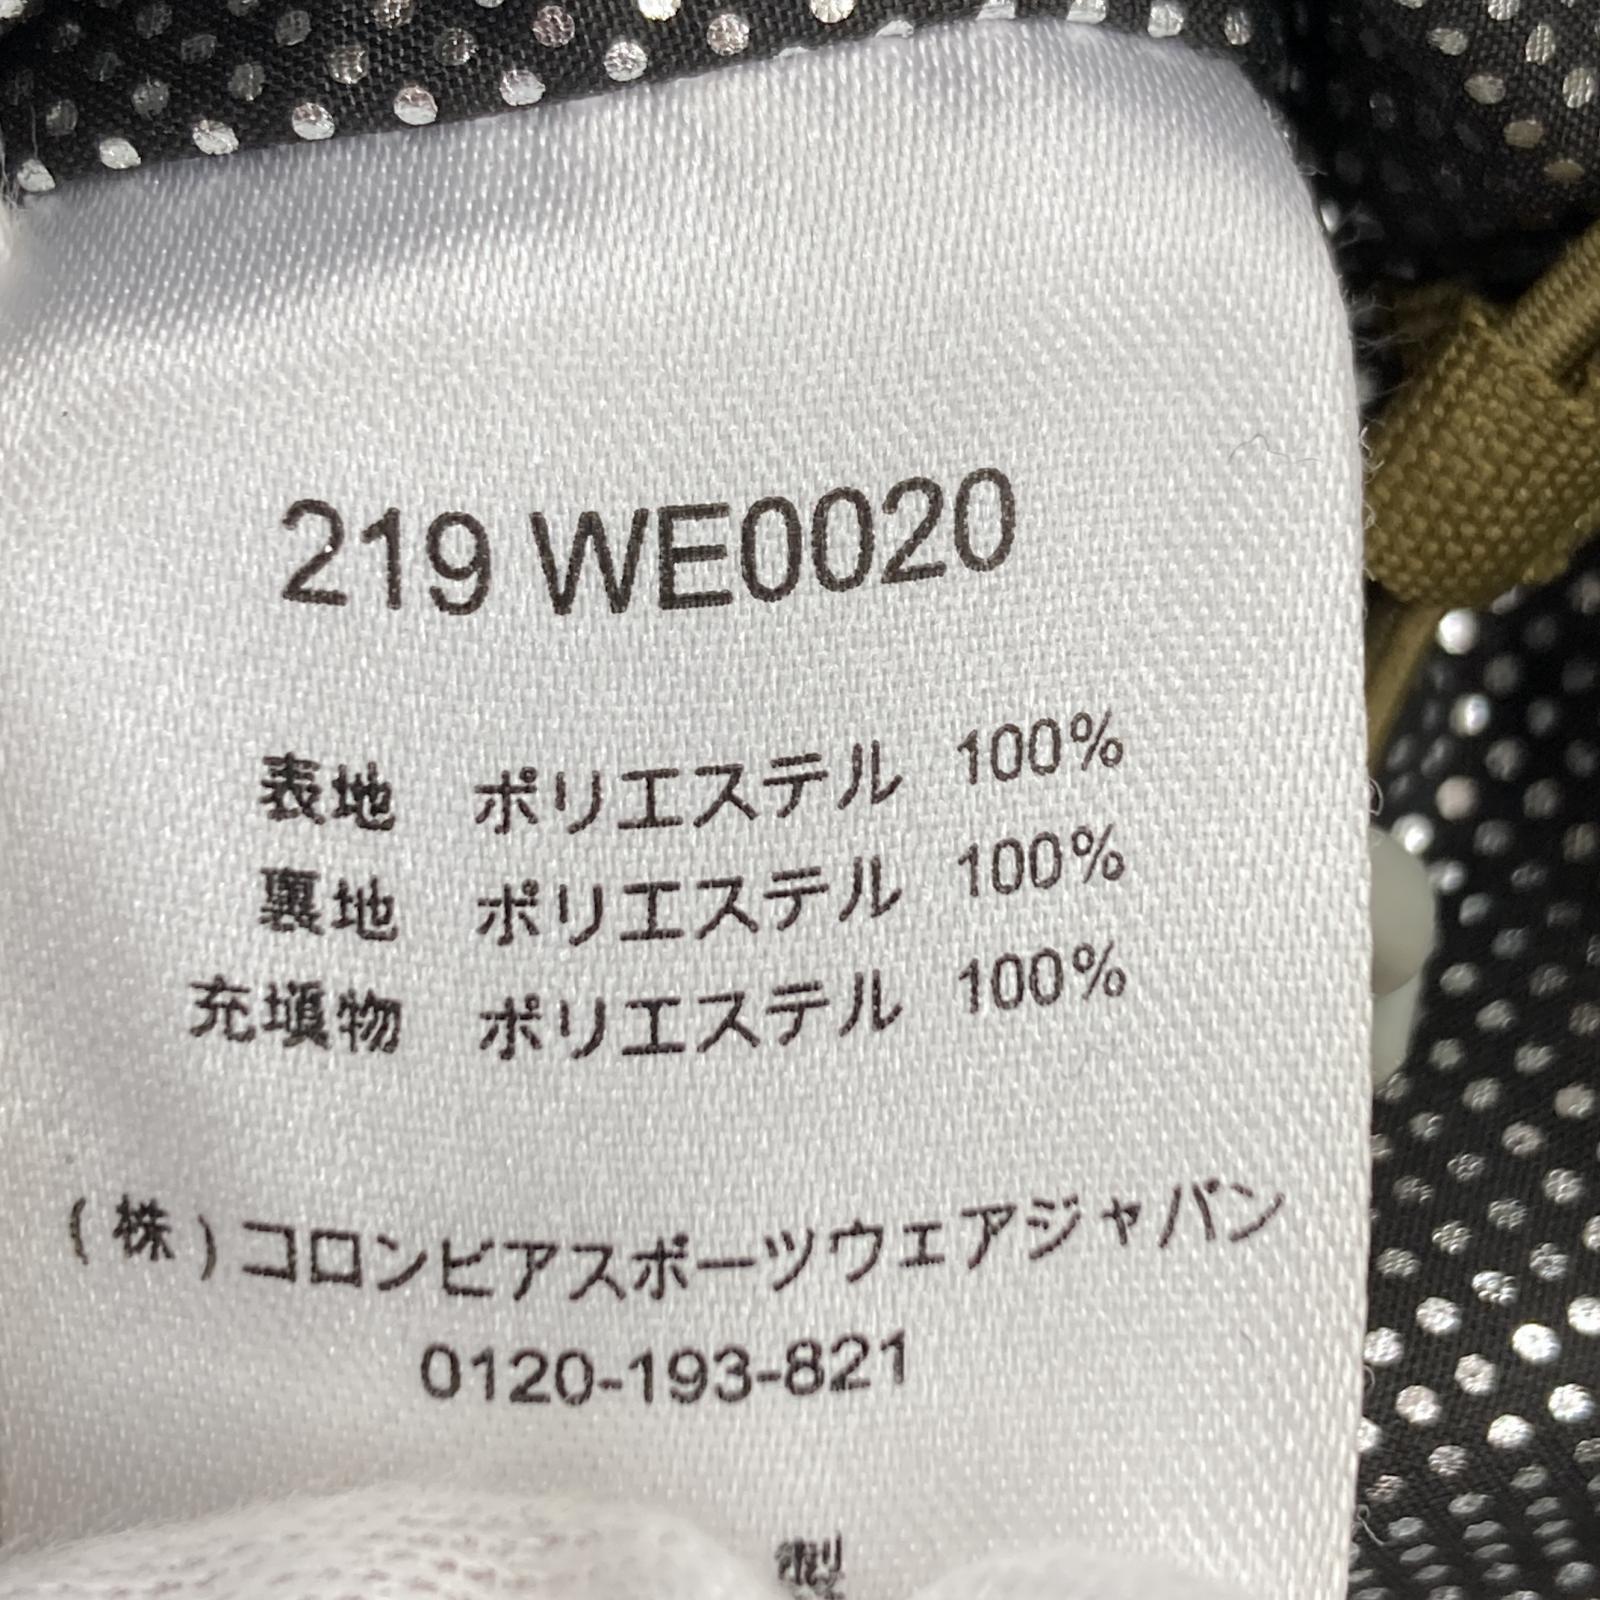 219 WE0020
表地 ポリエステル 100%
裏地 ポリエステル 100%
充塡物 ポリエステル 100%
(株)コロンビアスポーツウェアジャパン
0120-193-821
製